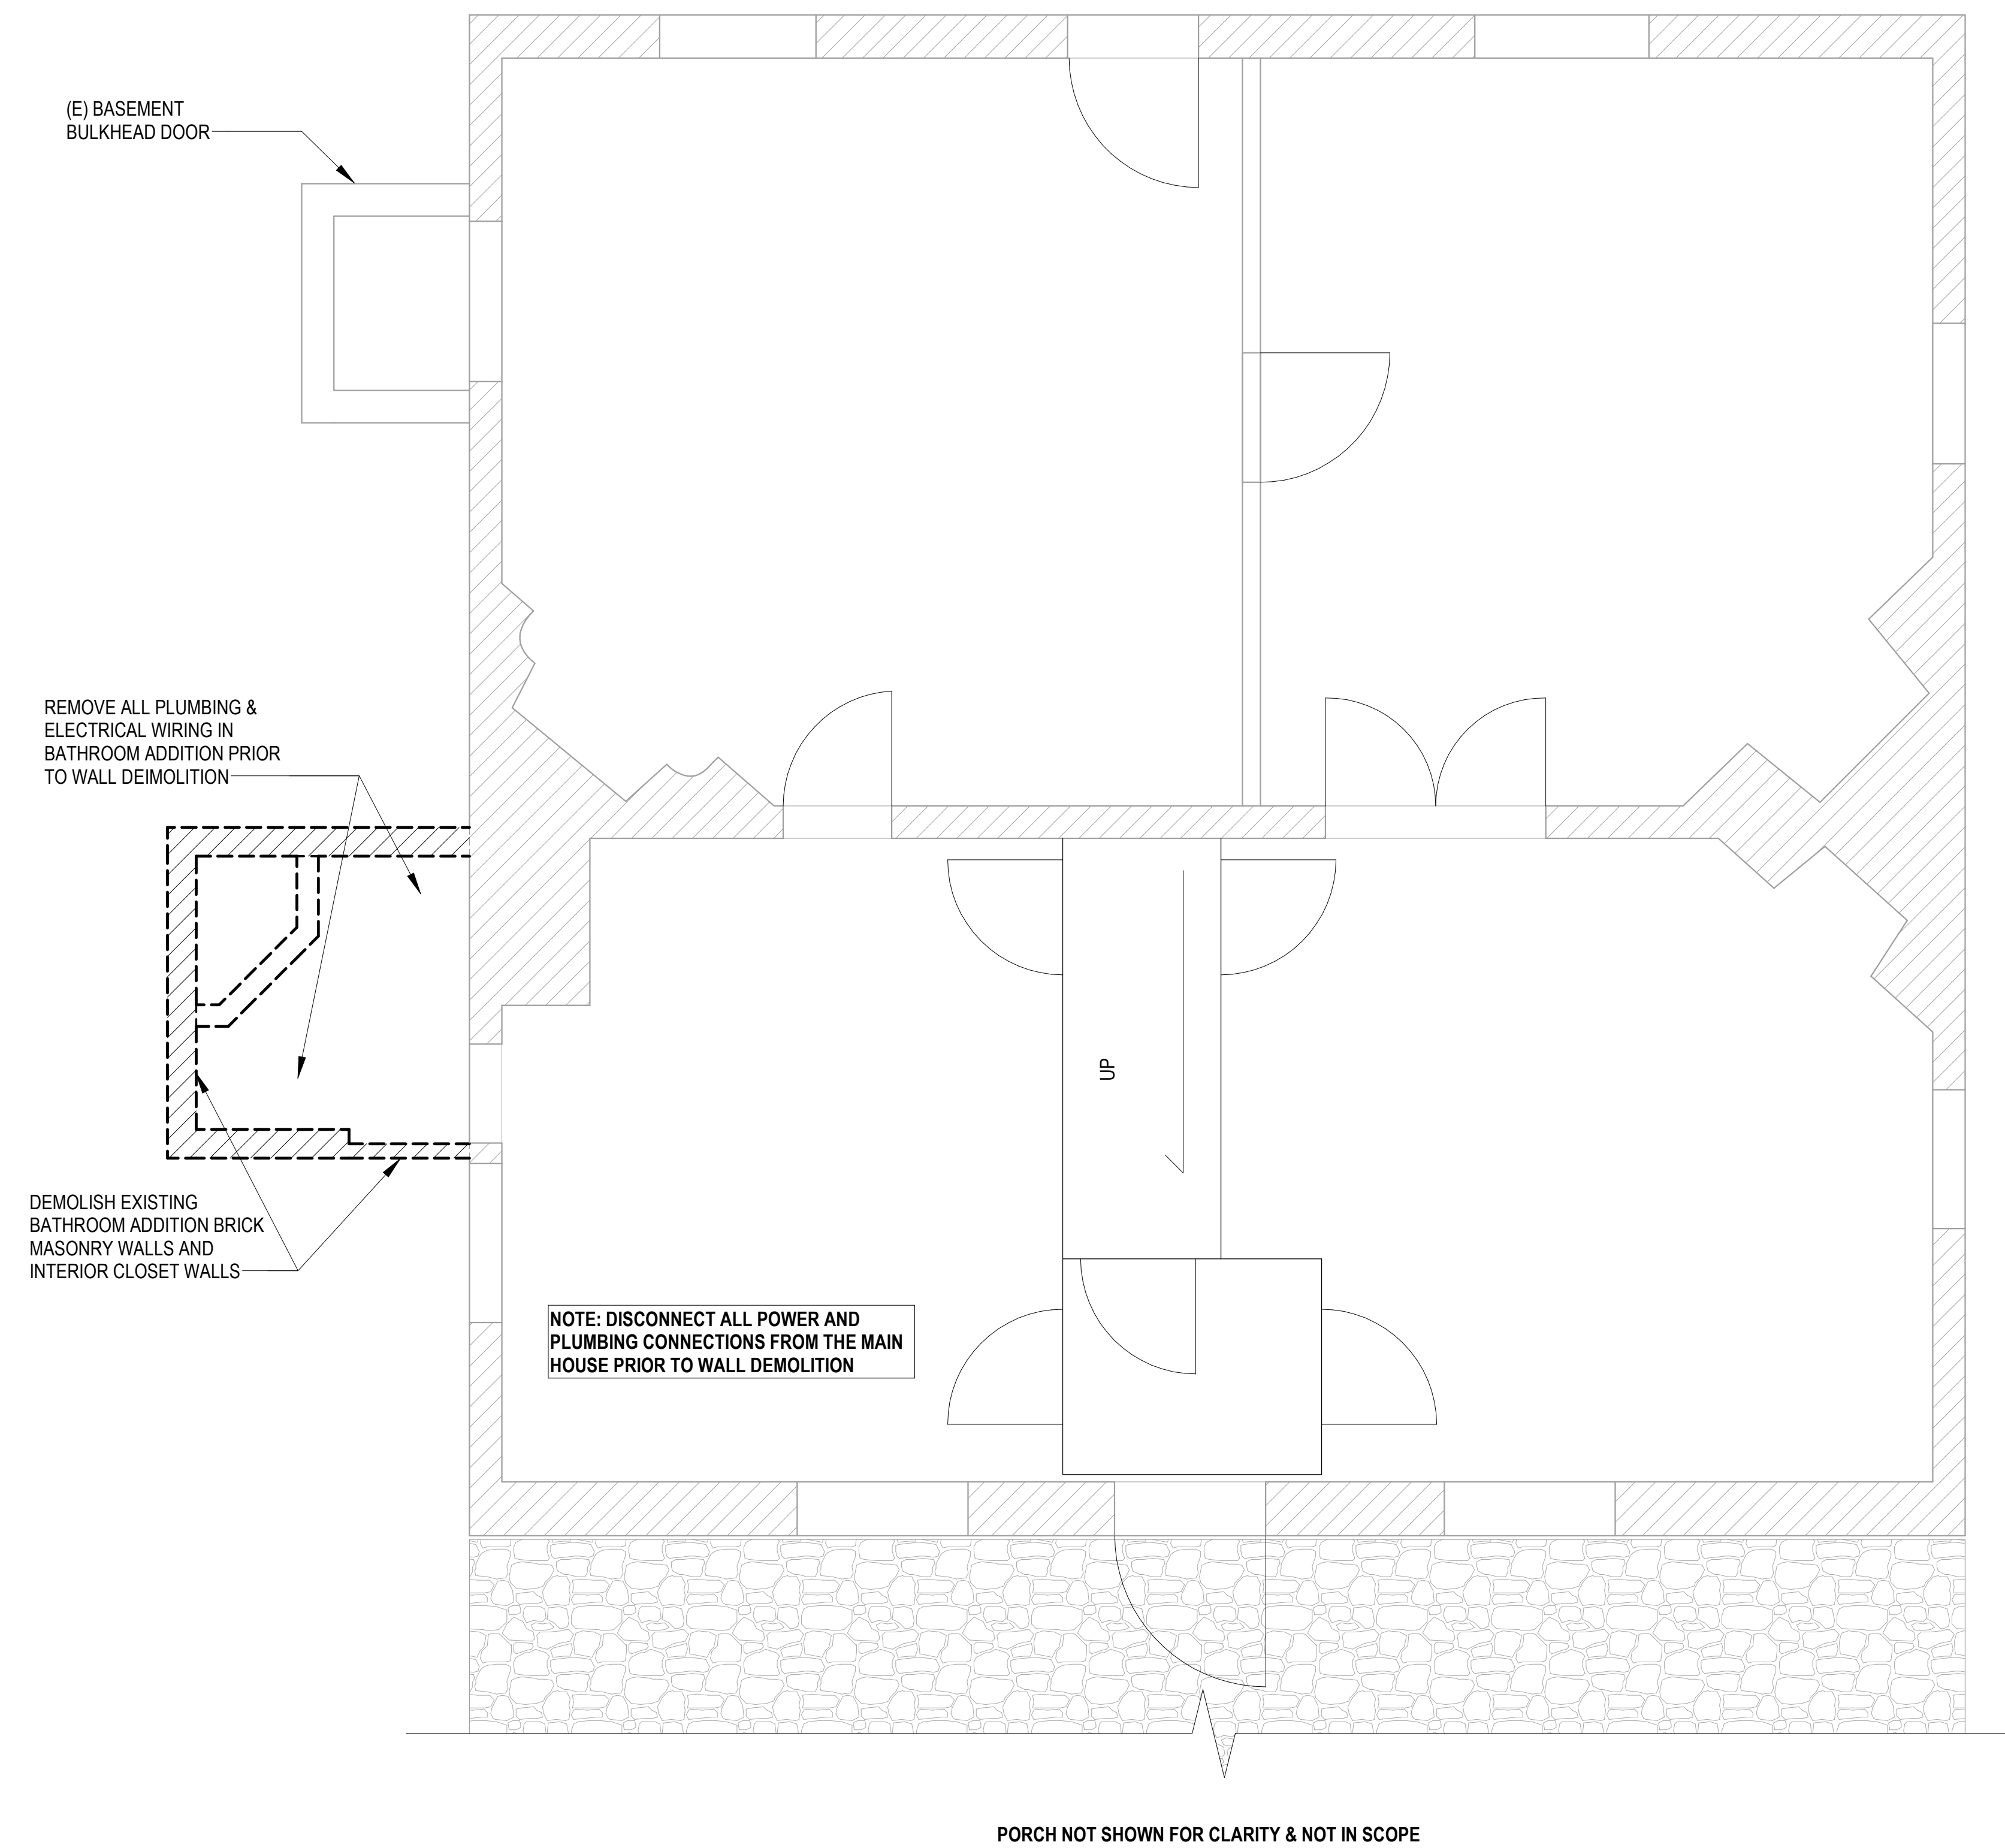 (E) BASEMENT
BULKHEAD DOOR
REMOVE ALL PLUMBING &
ELECTRICAL WIRING IN
BATHROOM ADDITION PRIOR
TO WALL DEIMOLITION
DEMOLISH EXISTING
BATHROOM ADDITION BRICK
MASONRY WALLS AND
INTERIOR CLOSET WALLS
UP
NOTE: DISCONNECT ALL POWER AND
PLUMBING CONNECTIONS FROM THE MAIN
HOUSE PRIOR TO WALL DEMOLITION
PORCH NOT SHOWN FOR CLARITY & NOT IN SCOPE